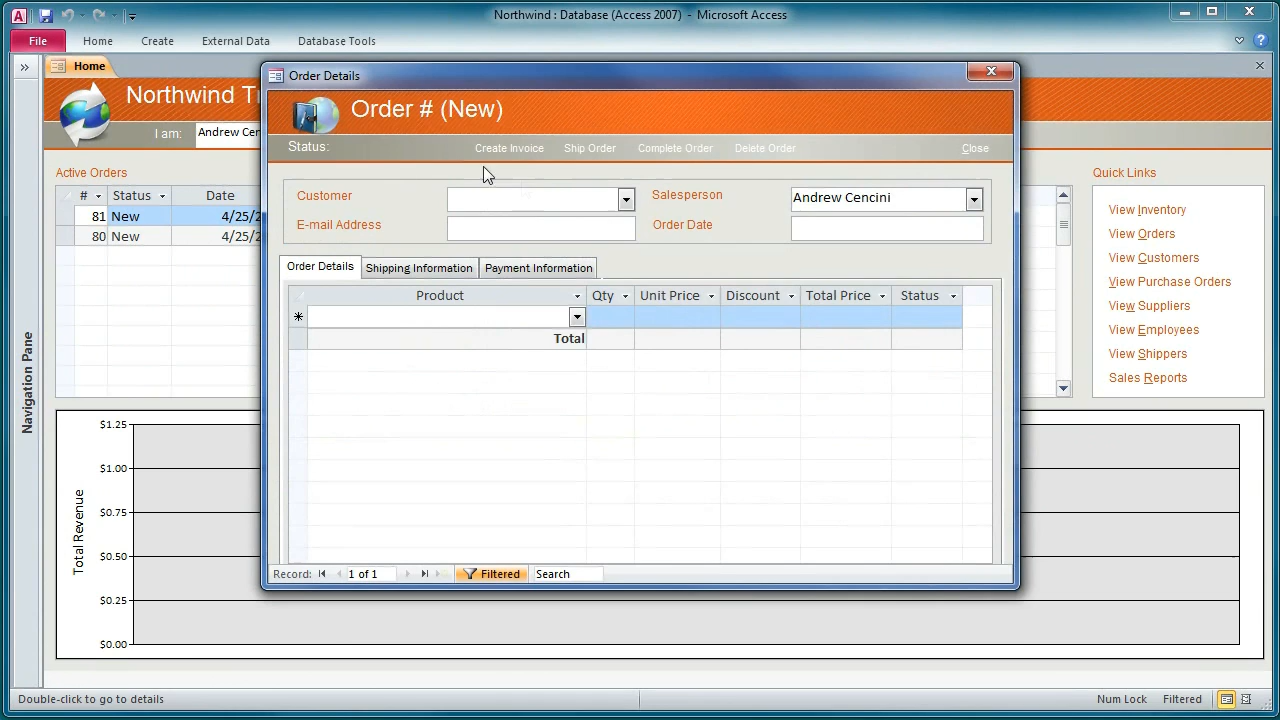 Northwind : Database (Access 2007) - Microsoft Access
File Home Create External Data Database Tools
Home
Northwind T
I am: Andrew Cen
Active Orders
# Status Date
81 New 4/25/2
80 New 4/25/2
Navigation Pane
Order Details
Order # (New)
Status: Create Invoice Ship Order Complete Order Delete Order Close
Customer Salesperson Andrew Cencini
E-mail Address Order Date
Order Details Shipping Information Payment Information
Product Qty Unit Price Discount Total Price Status
Total
Record: 1 of 1 Filtered Search
Quick Links
View Inventory
View Orders
View Customers
View Purchase Orders
View Suppliers
View Employees
View Shippers
Sales Reports
Total Revenue
$1.25
$1.00
$0.75
$0.50
$0.25
$0.00
Double-click to go to details Num Lock Filtered